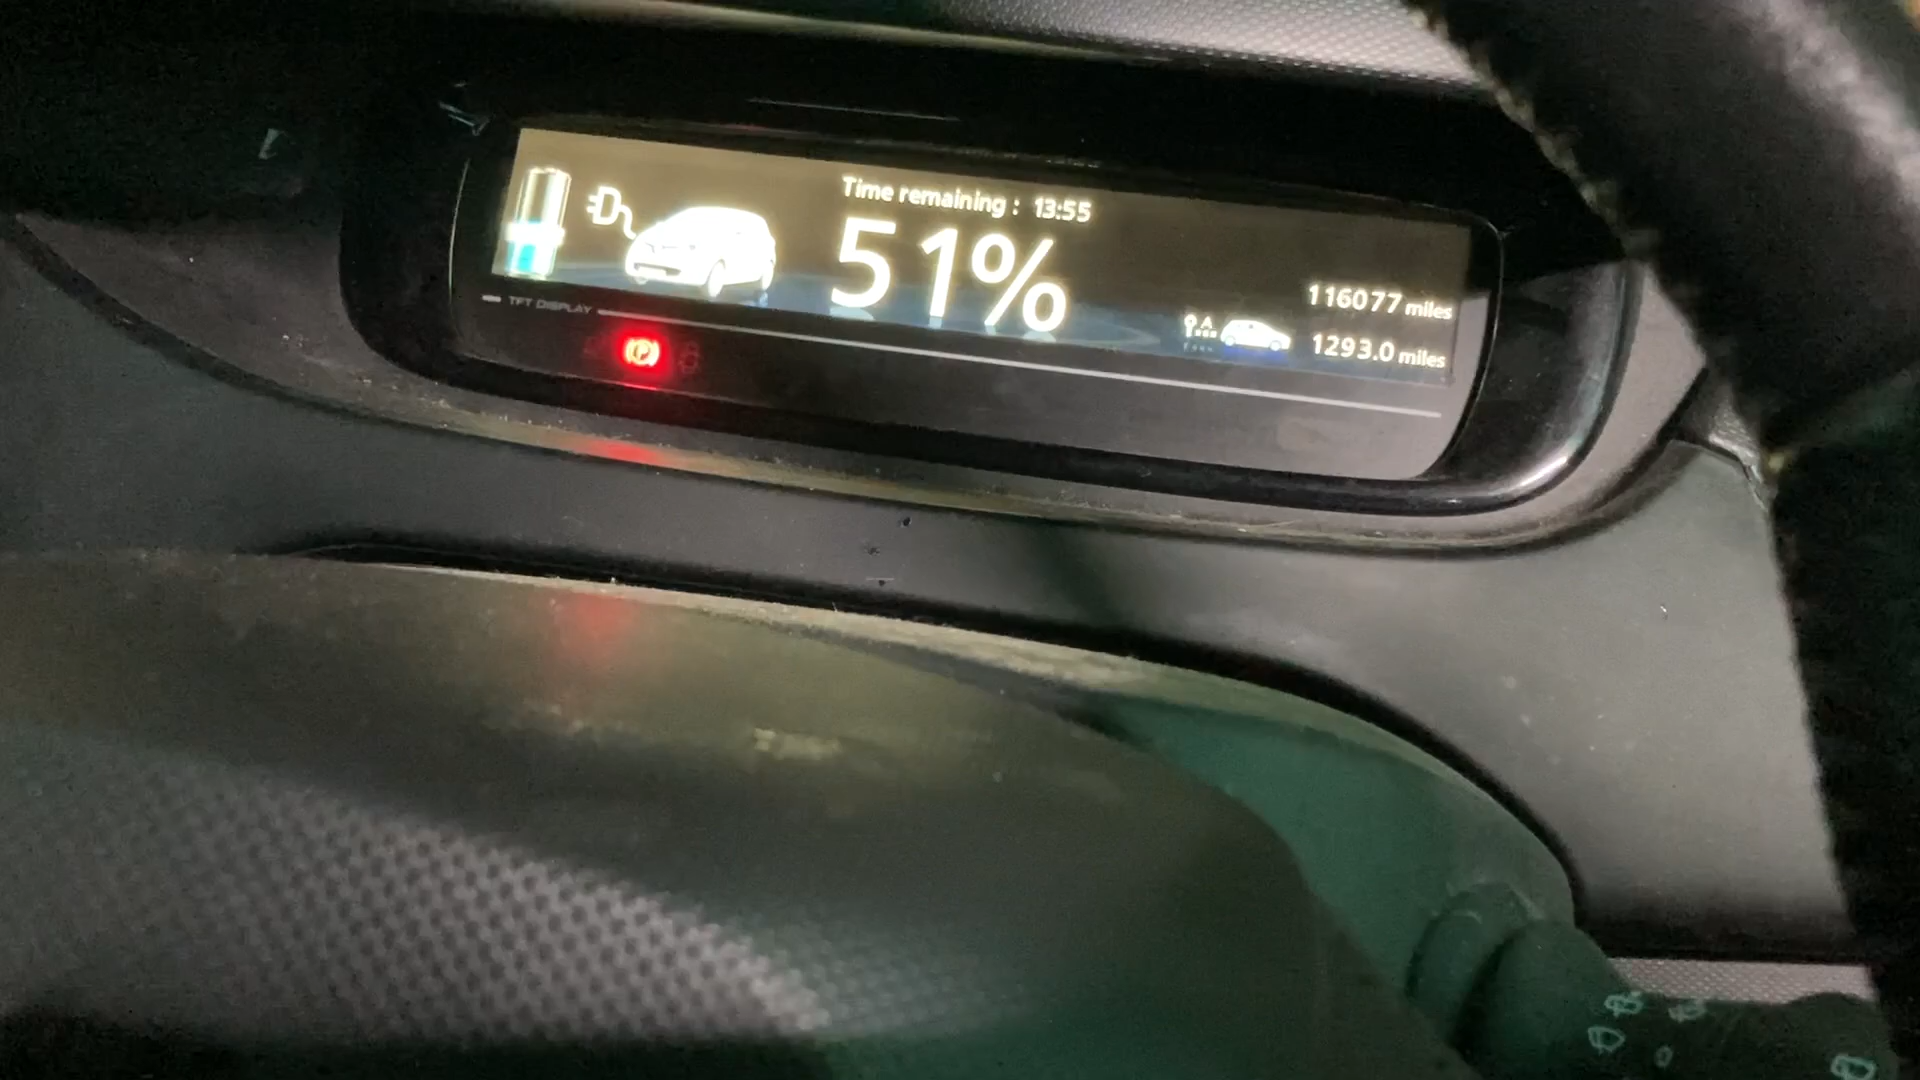 Time remaining : 13:55
51%
116077 miles
A
1293.0 miles
TFT DISPLAY
P